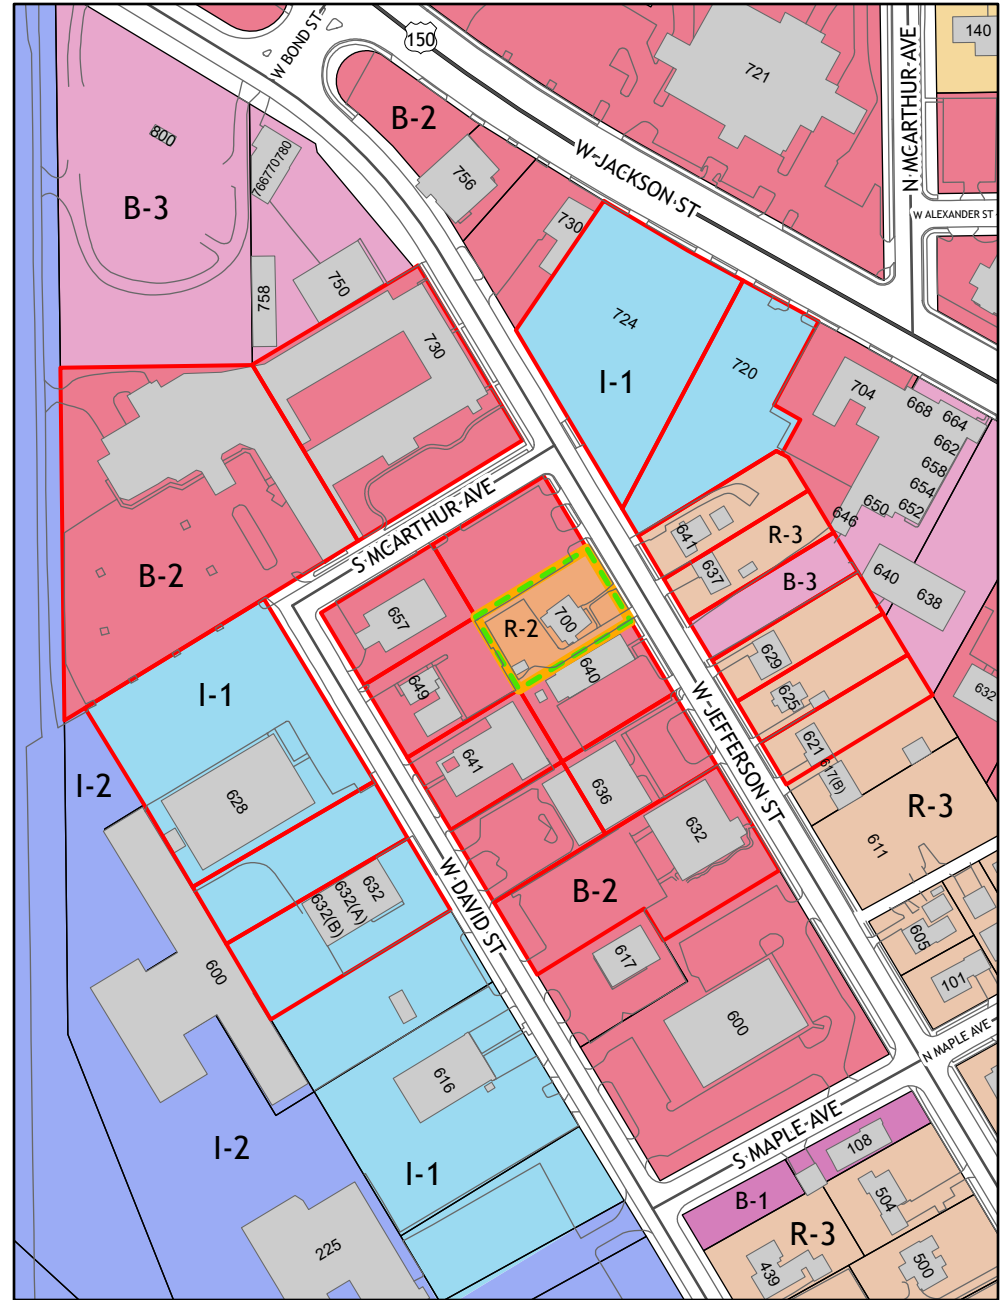 W BOND ST
150
721
N MCARTHUR AVE
140
800
B-3
766770780
B-2
756
W JACKSON ST
W ALEXANDER ST
730
724
I-1
720
758
750
730
704
668
664
662
658
654
652
650
646
S MCARTHUR AVE
641
637
R-3
B-3
640
638
B-2
657
R-2
700
649
640
629
625
632
I-1
641
W JEFFERSON ST
621
617(B)
I-2
628
636
632
R-3
611
W DAVID ST
B-2
632
632(A)
632(B)
617
605
101
600
600
N MAPLE AVE
616
I-2
I-1
S MAPLE AVE
108
B-1
504
R-3
225
439
500